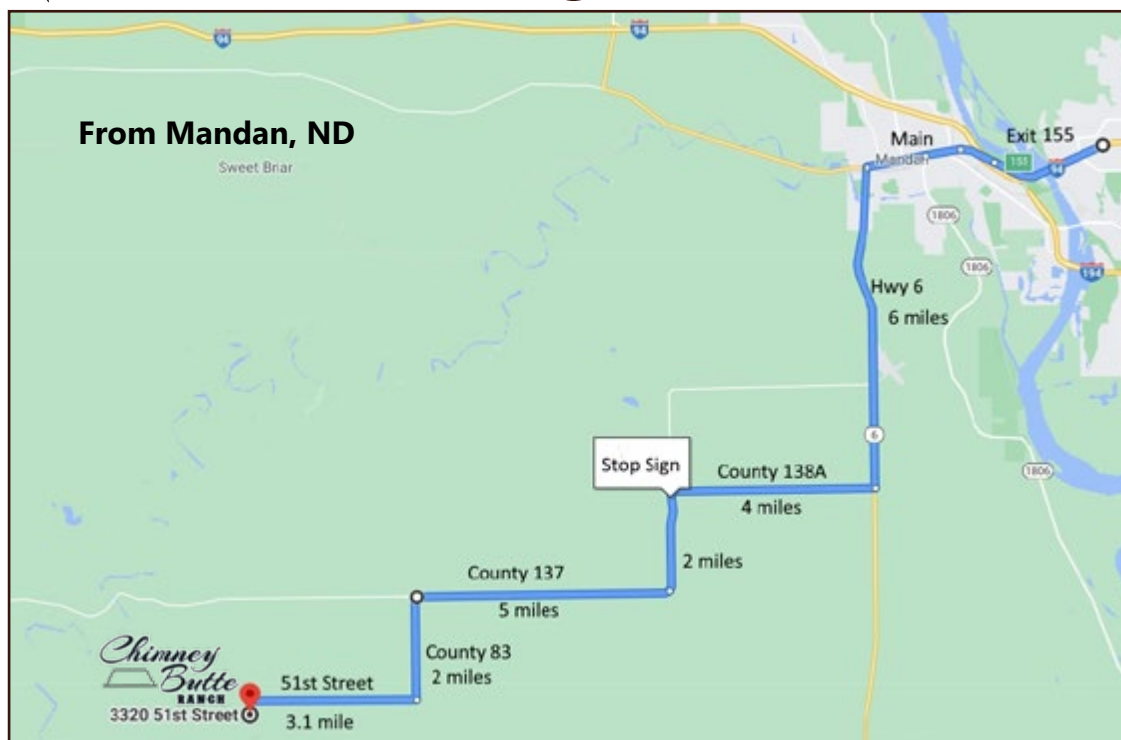 94
94
From Mandan, ND
Main
Exit 155
Mandan
155
94
Sweet Briar
1806
1806
194
Hwy 6
6 miles
6
Stop Sign
County 138A
4 miles
1806
2 miles
County 137
5 miles
County 83
2 miles
Chimney
Butte
RANCH
51st Street
3320 51st Street
3.1 mile